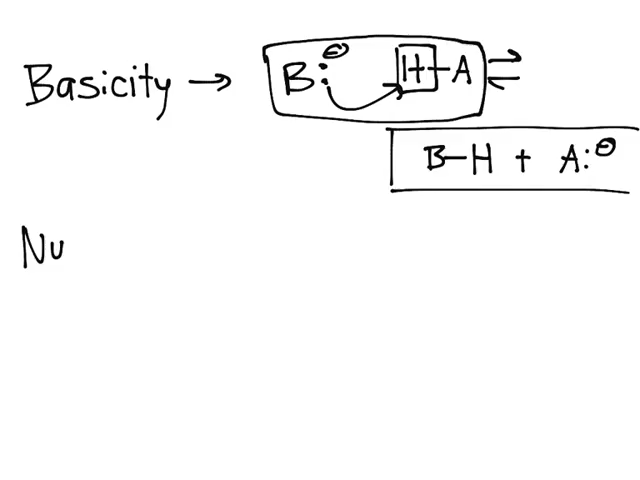 Basicity → B:⊖ H–A ⇌
B–H + A:⊖
Nu